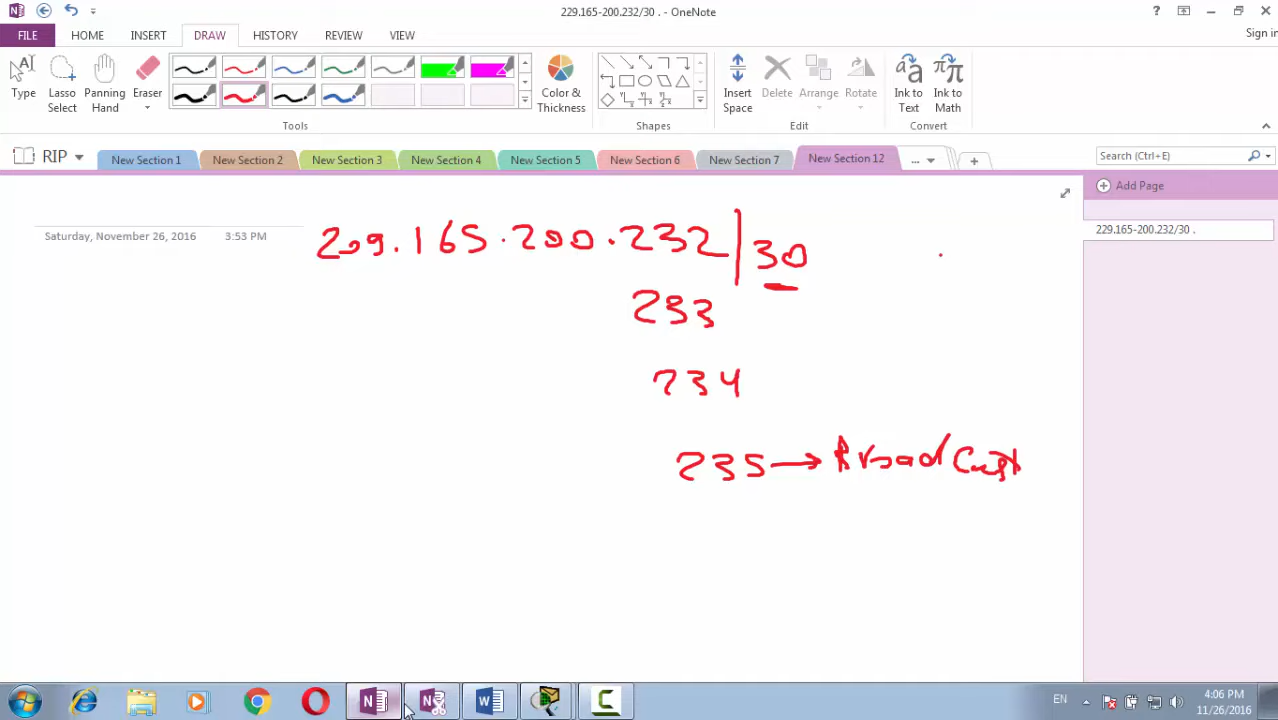 229.165-200.232/30 . - OneNote
FILE HOME INSERT DRAW HISTORY REVIEW VIEW
Sign in
Type
Lasso Select
Panning Hand
Eraser
Color & Thickness
Insert Space
Delete
Arrange
Rotate
Ink to Text
Ink to Math
Tools
Shapes
Edit
Convert
RIP
New Section 1
New Section 2
New Section 3
New Section 4
New Section 5
New Section 6
New Section 7
New Section 12
...
Search (Ctrl+E)
Add Page
229.165-200.232/30 .
Saturday, November 26, 2016 3:53 PM
209.165.200.232|30
233
234
235→BroadCast
EN
4:06 PM
11/26/2016